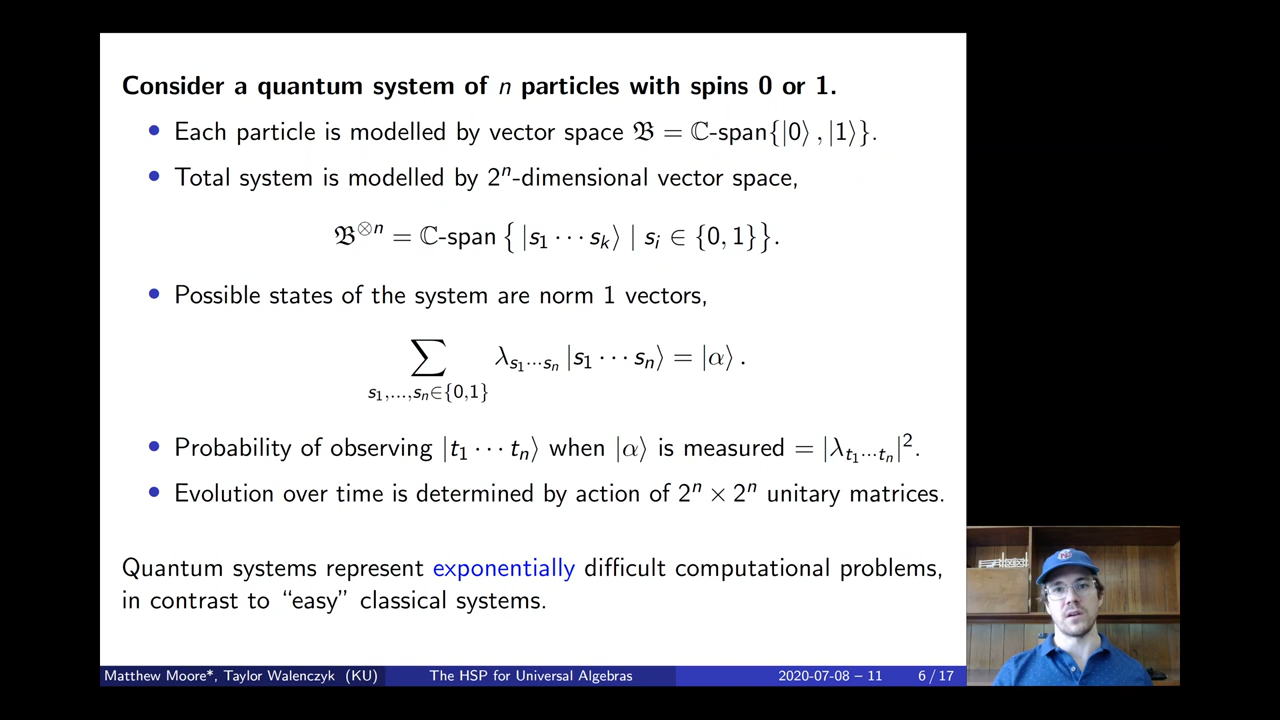 Consider a quantum system of n particles with spins 0 or 1.
• Each particle is modelled by vector space 𝔅 = ℂ-span{|0⟩, |1⟩}.
• Total system is modelled by 2ⁿ-dimensional vector space,
𝔅^{⊗n} = ℂ-span { |s₁ ⋯ sₖ⟩ | sᵢ ∈ {0, 1}}.
• Possible states of the system are norm 1 vectors,
∑_{s₁,…,sₙ∈{0,1}} λ_{s₁⋯sₙ} |s₁ ⋯ sₙ⟩ = |α⟩.
• Probability of observing |t₁ ⋯ tₙ⟩ when |α⟩ is measured = |λ_{t₁⋯tₙ}|².
• Evolution over time is determined by action of 2ⁿ × 2ⁿ unitary matrices.
Quantum systems represent exponentially difficult computational problems,
in contrast to “easy” classical systems.
Matthew Moore*, Taylor Walenczyk (KU) The HSP for Universal Algebras 2020-07-08 – 11 6 / 17